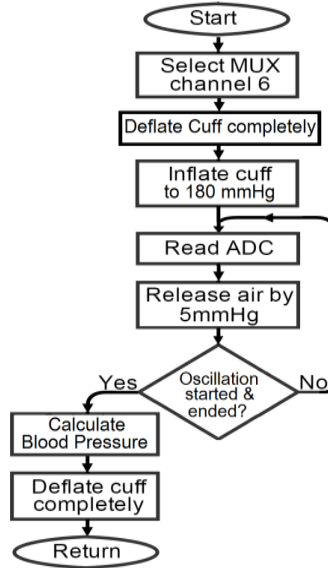 Start
Select MUX
channel 6
Deflate Cuff completely
Inflate cuff
to 180 mmHg
Read ADC
Release air by
5mmHg
Oscillation
started &
ended?
Yes
No
Calculate
Blood Pressure
Deflate cuff
completely
Return